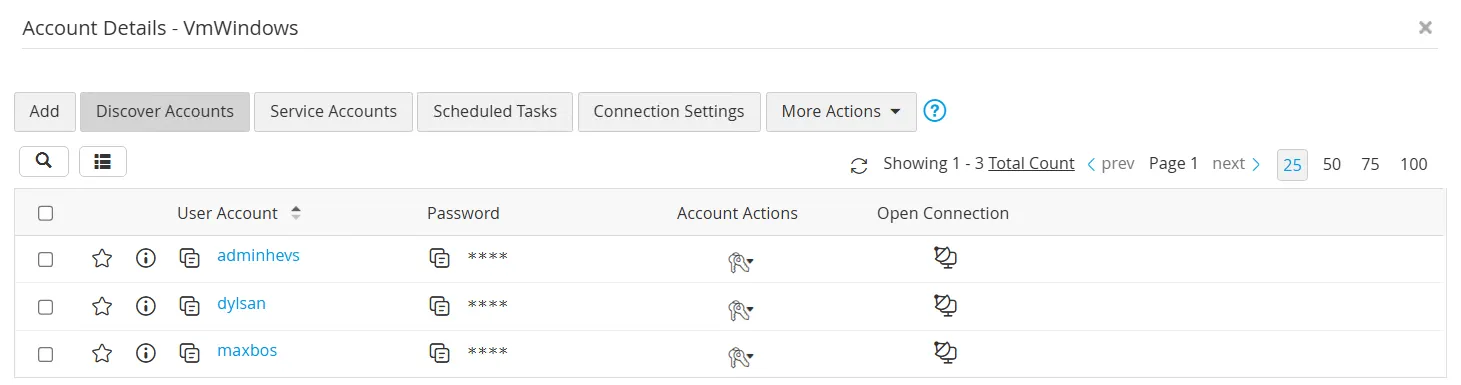 Account Details - VmWindows
Add Discover Accounts Service Accounts Scheduled Tasks Connection Settings More Actions ?
Showing 1 - 3 Total Count prev Page 1 next 25 50 75 100
User Account Password Account Actions Open Connection
adminhevs ****
dylsan ****
maxbos ****